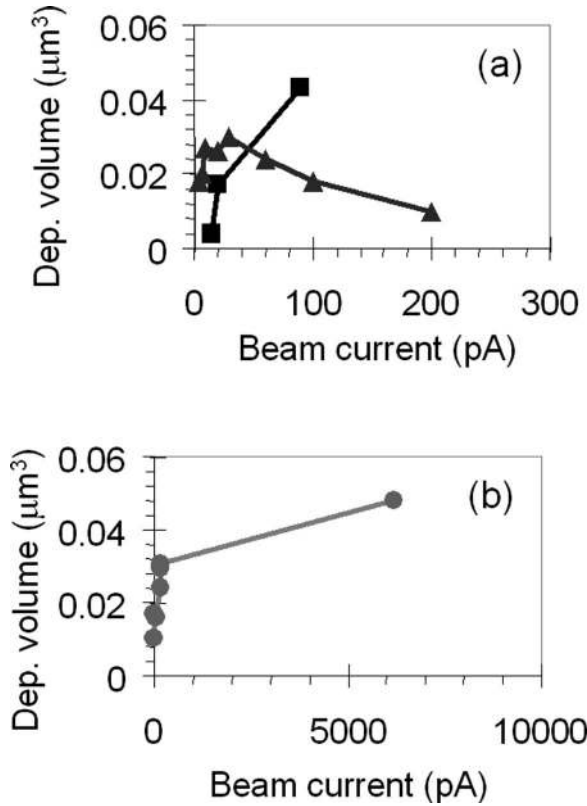 0.06
(a)
0.04
0.02
0
0 100 200 300
Dep. volume (μm³)
Beam current (pA)
0.06
(b)
0.04
0.02
0
0 5000 10000
Dep. volume (μm³)
Beam current (pA)